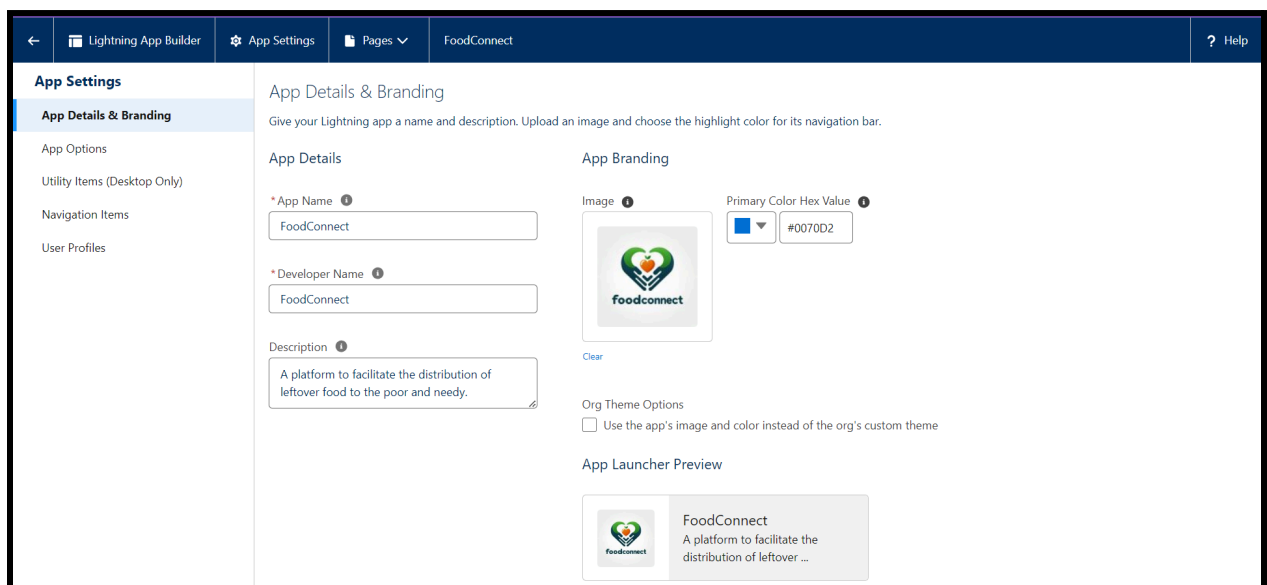 Lightning App Builder
App Settings
Pages
FoodConnect
? Help
App Settings
App Details & Branding
App Options
Utility Items (Desktop Only)
Navigation Items
User Profiles
App Details & Branding
Give your Lightning app a name and description. Upload an image and choose the highlight color for its navigation bar.
App Details
*App Name
FoodConnect
*Developer Name
FoodConnect
Description
A platform to facilitate the distribution of
leftover food to the poor and needy.
App Branding
Image
foodconnect
Clear
Primary Color Hex Value
#0070D2
Org Theme Options
Use the app's image and color instead of the org's custom theme
App Launcher Preview
foodconnect
FoodConnect
A platform to facilitate the
distribution of leftover ...